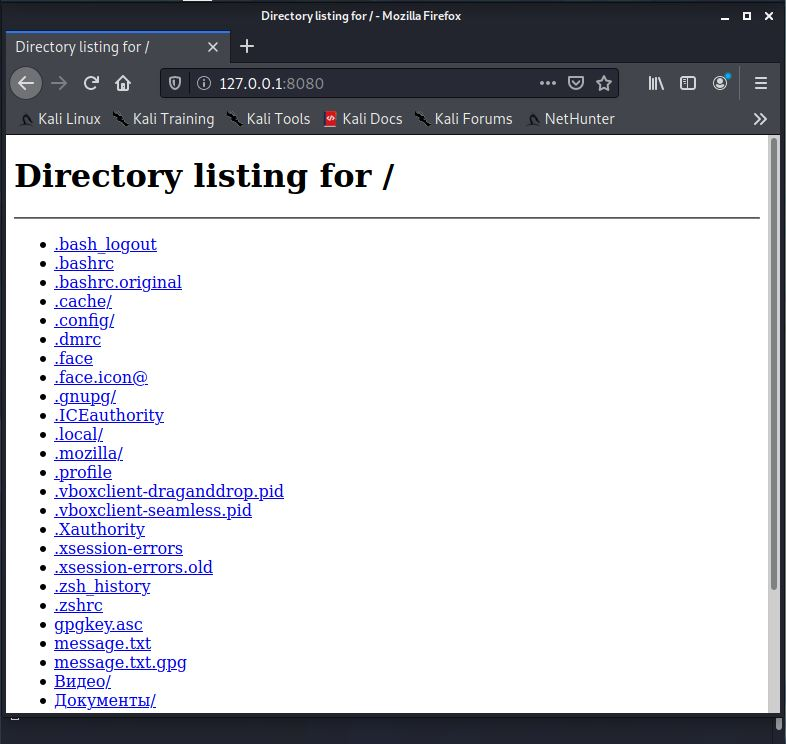 Directory listing for / - Mozilla Firefox
Directory listing for /
127.0.0.1:8080
Kali Linux Kali Training Kali Tools Kali Docs Kali Forums NetHunter
Directory listing for /
.bash_logout
.bashrc
.bashrc.original
.cache/
.config/
.dmrc
.face
.face.icon@
.gnupg/
.ICEauthority
.local/
.mozilla/
.profile
.vboxclient-draganddrop.pid
.vboxclient-seamless.pid
.Xauthority
.xsession-errors
.xsession-errors.old
.zsh_history
.zshrc
gpgkey.asc
message.txt
message.txt.gpg
Видео/
Документы/